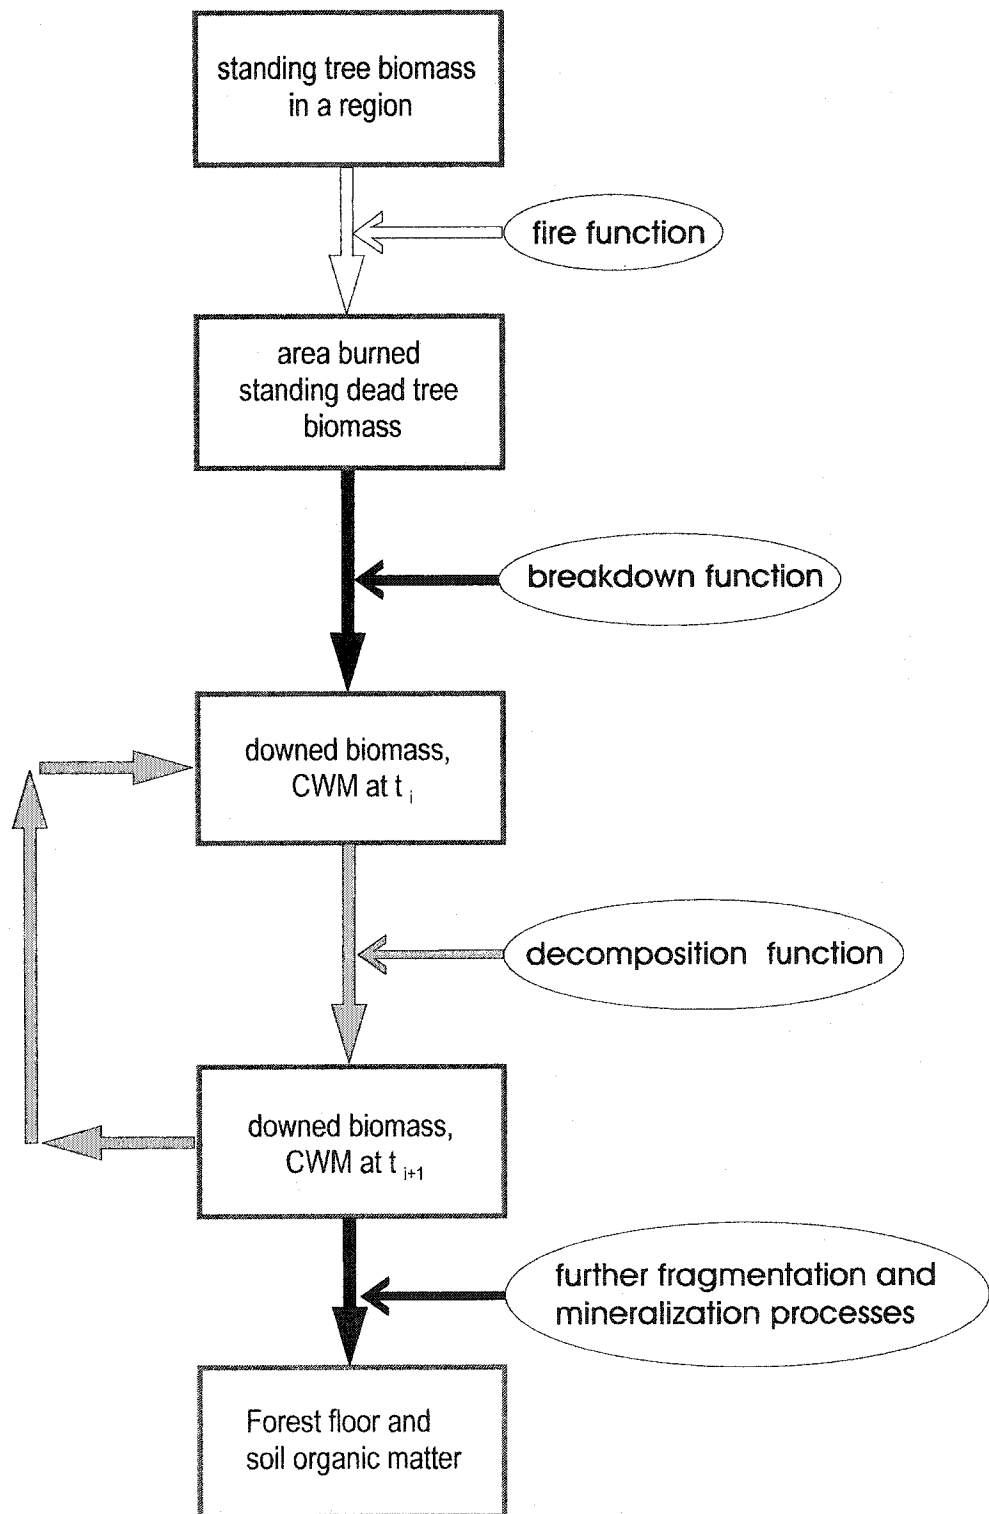 standing tree biomass
in a region
fire function
area burned
standing dead tree
biomass
breakdown function
downed biomass,
CWM at t i
decomposition function
downed biomass,
CWM at t i+1
further fragmentation and
mineralization processes
Forest floor and
soil organic matter